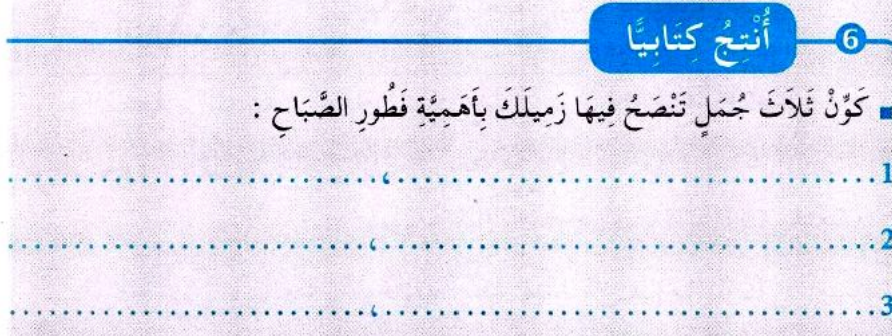 6 أُنْتِجُ كِتَابِيًّا
كَوِّنْ ثَلَاثَ جُمَلٍ تَنْصَحُ فِيهَا زَمِيلَكَ بِأَهَمِيَّةِ فَطُورِ الصَّبَاحِ :
1 ........................................ ، ........................................
2 ........................................ ، ........................................
3 ........................................ ، ........................................